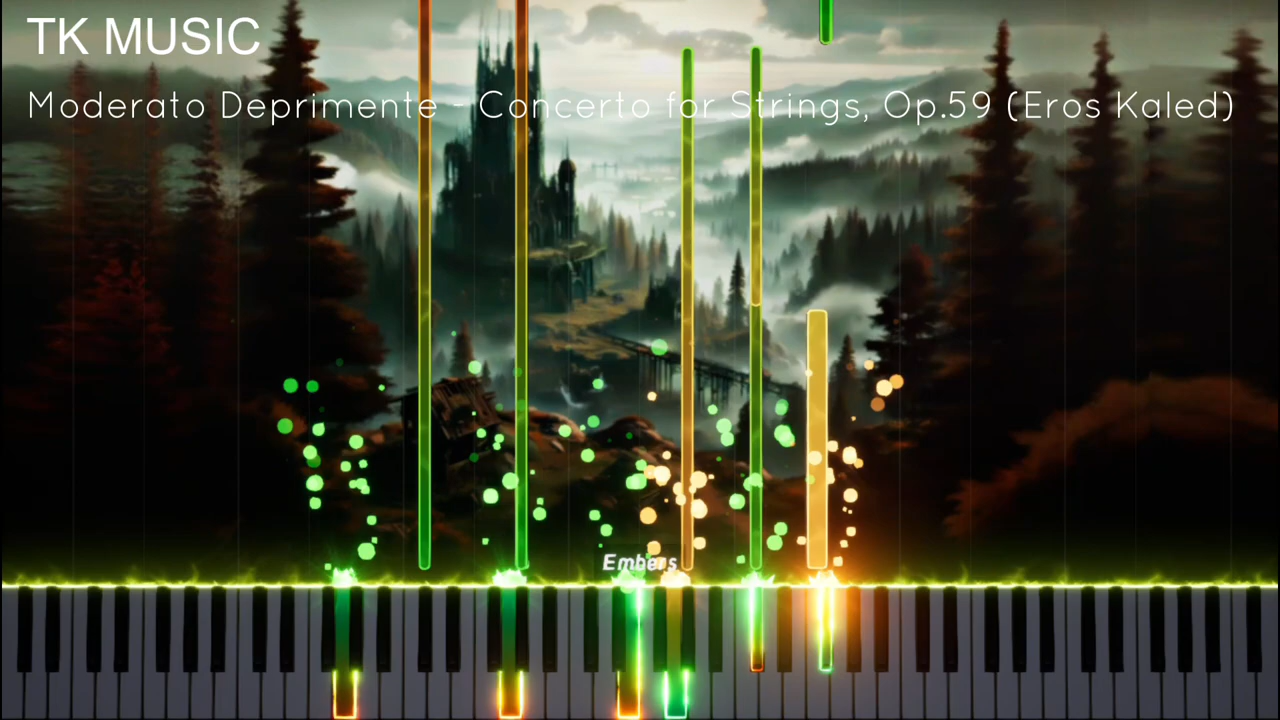 TK MUSIC
Moderato Deprimente - Concerto for Strings, Op.59 (Eros Kaled)
Embers